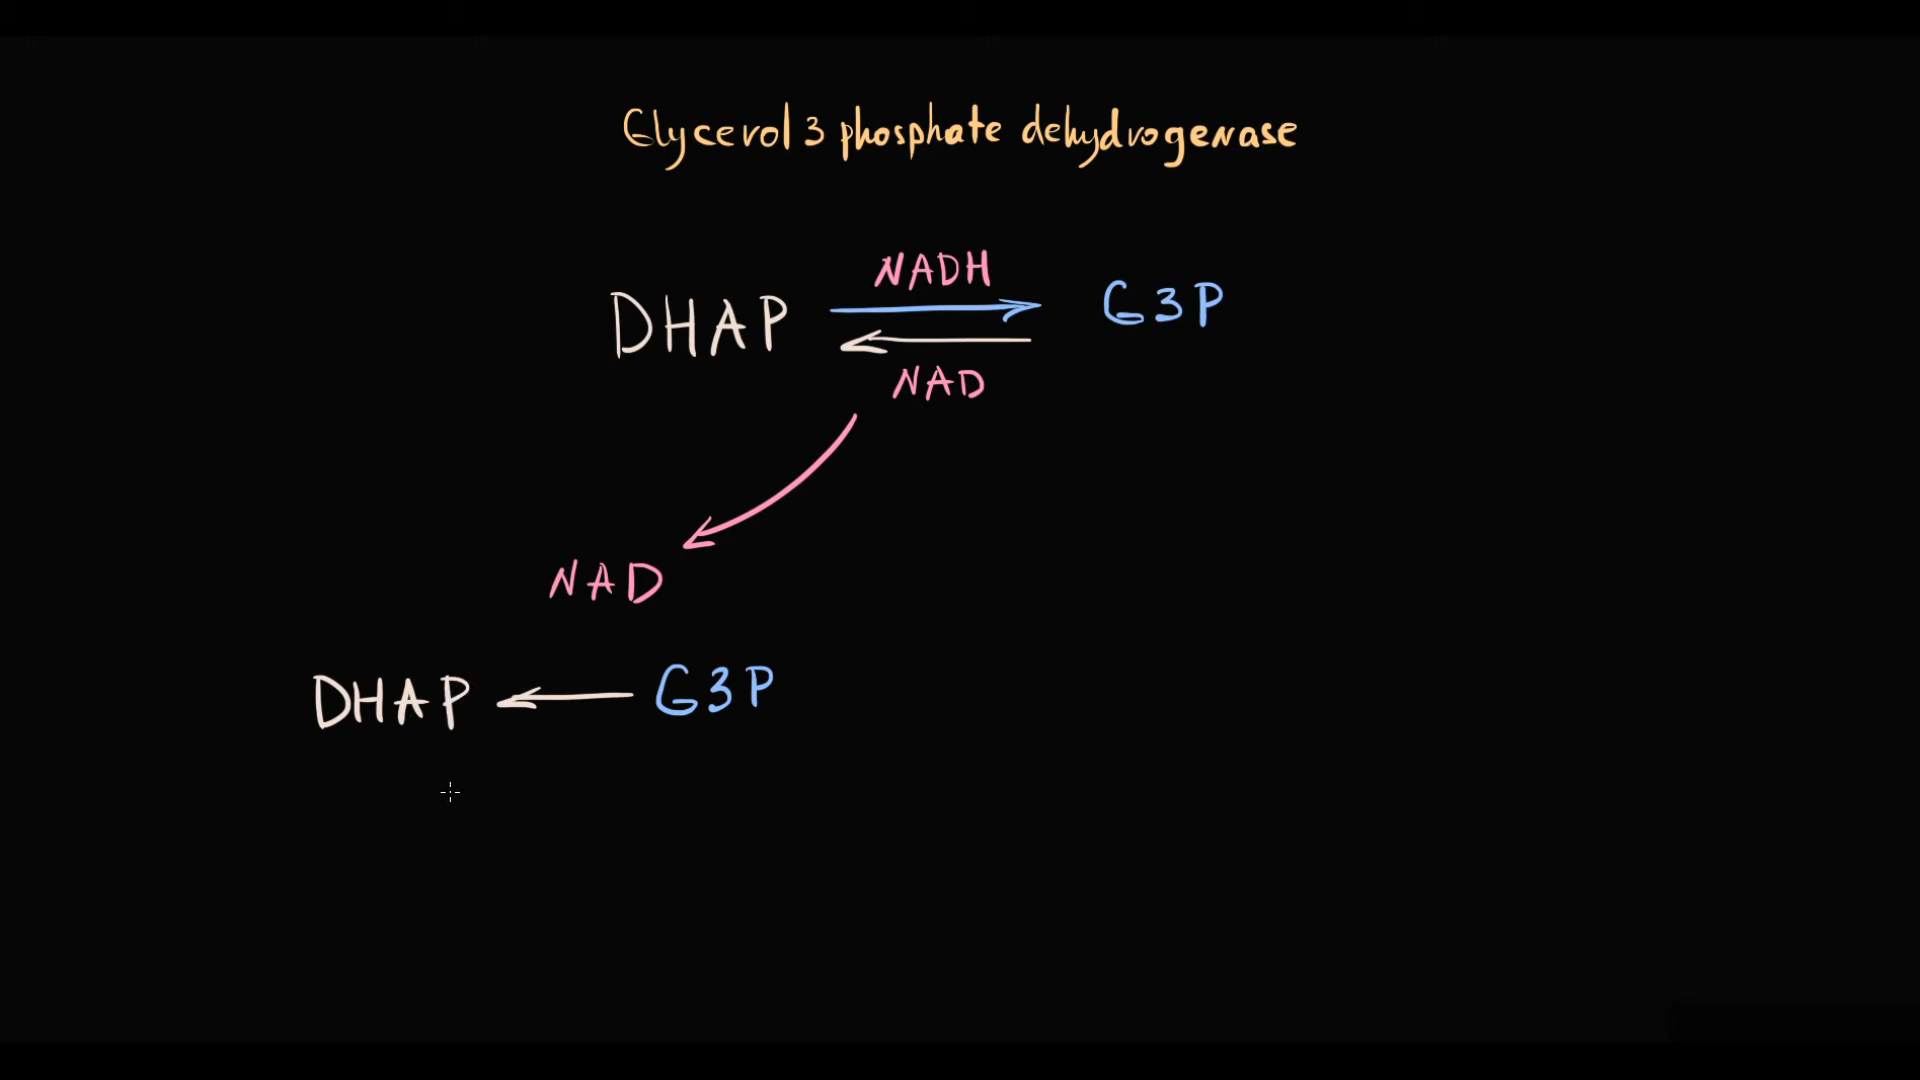 Glycerol 3 phosphate dehydrogenase
NADH
DHAP G3P
NAD
NAD
DHAP G3P